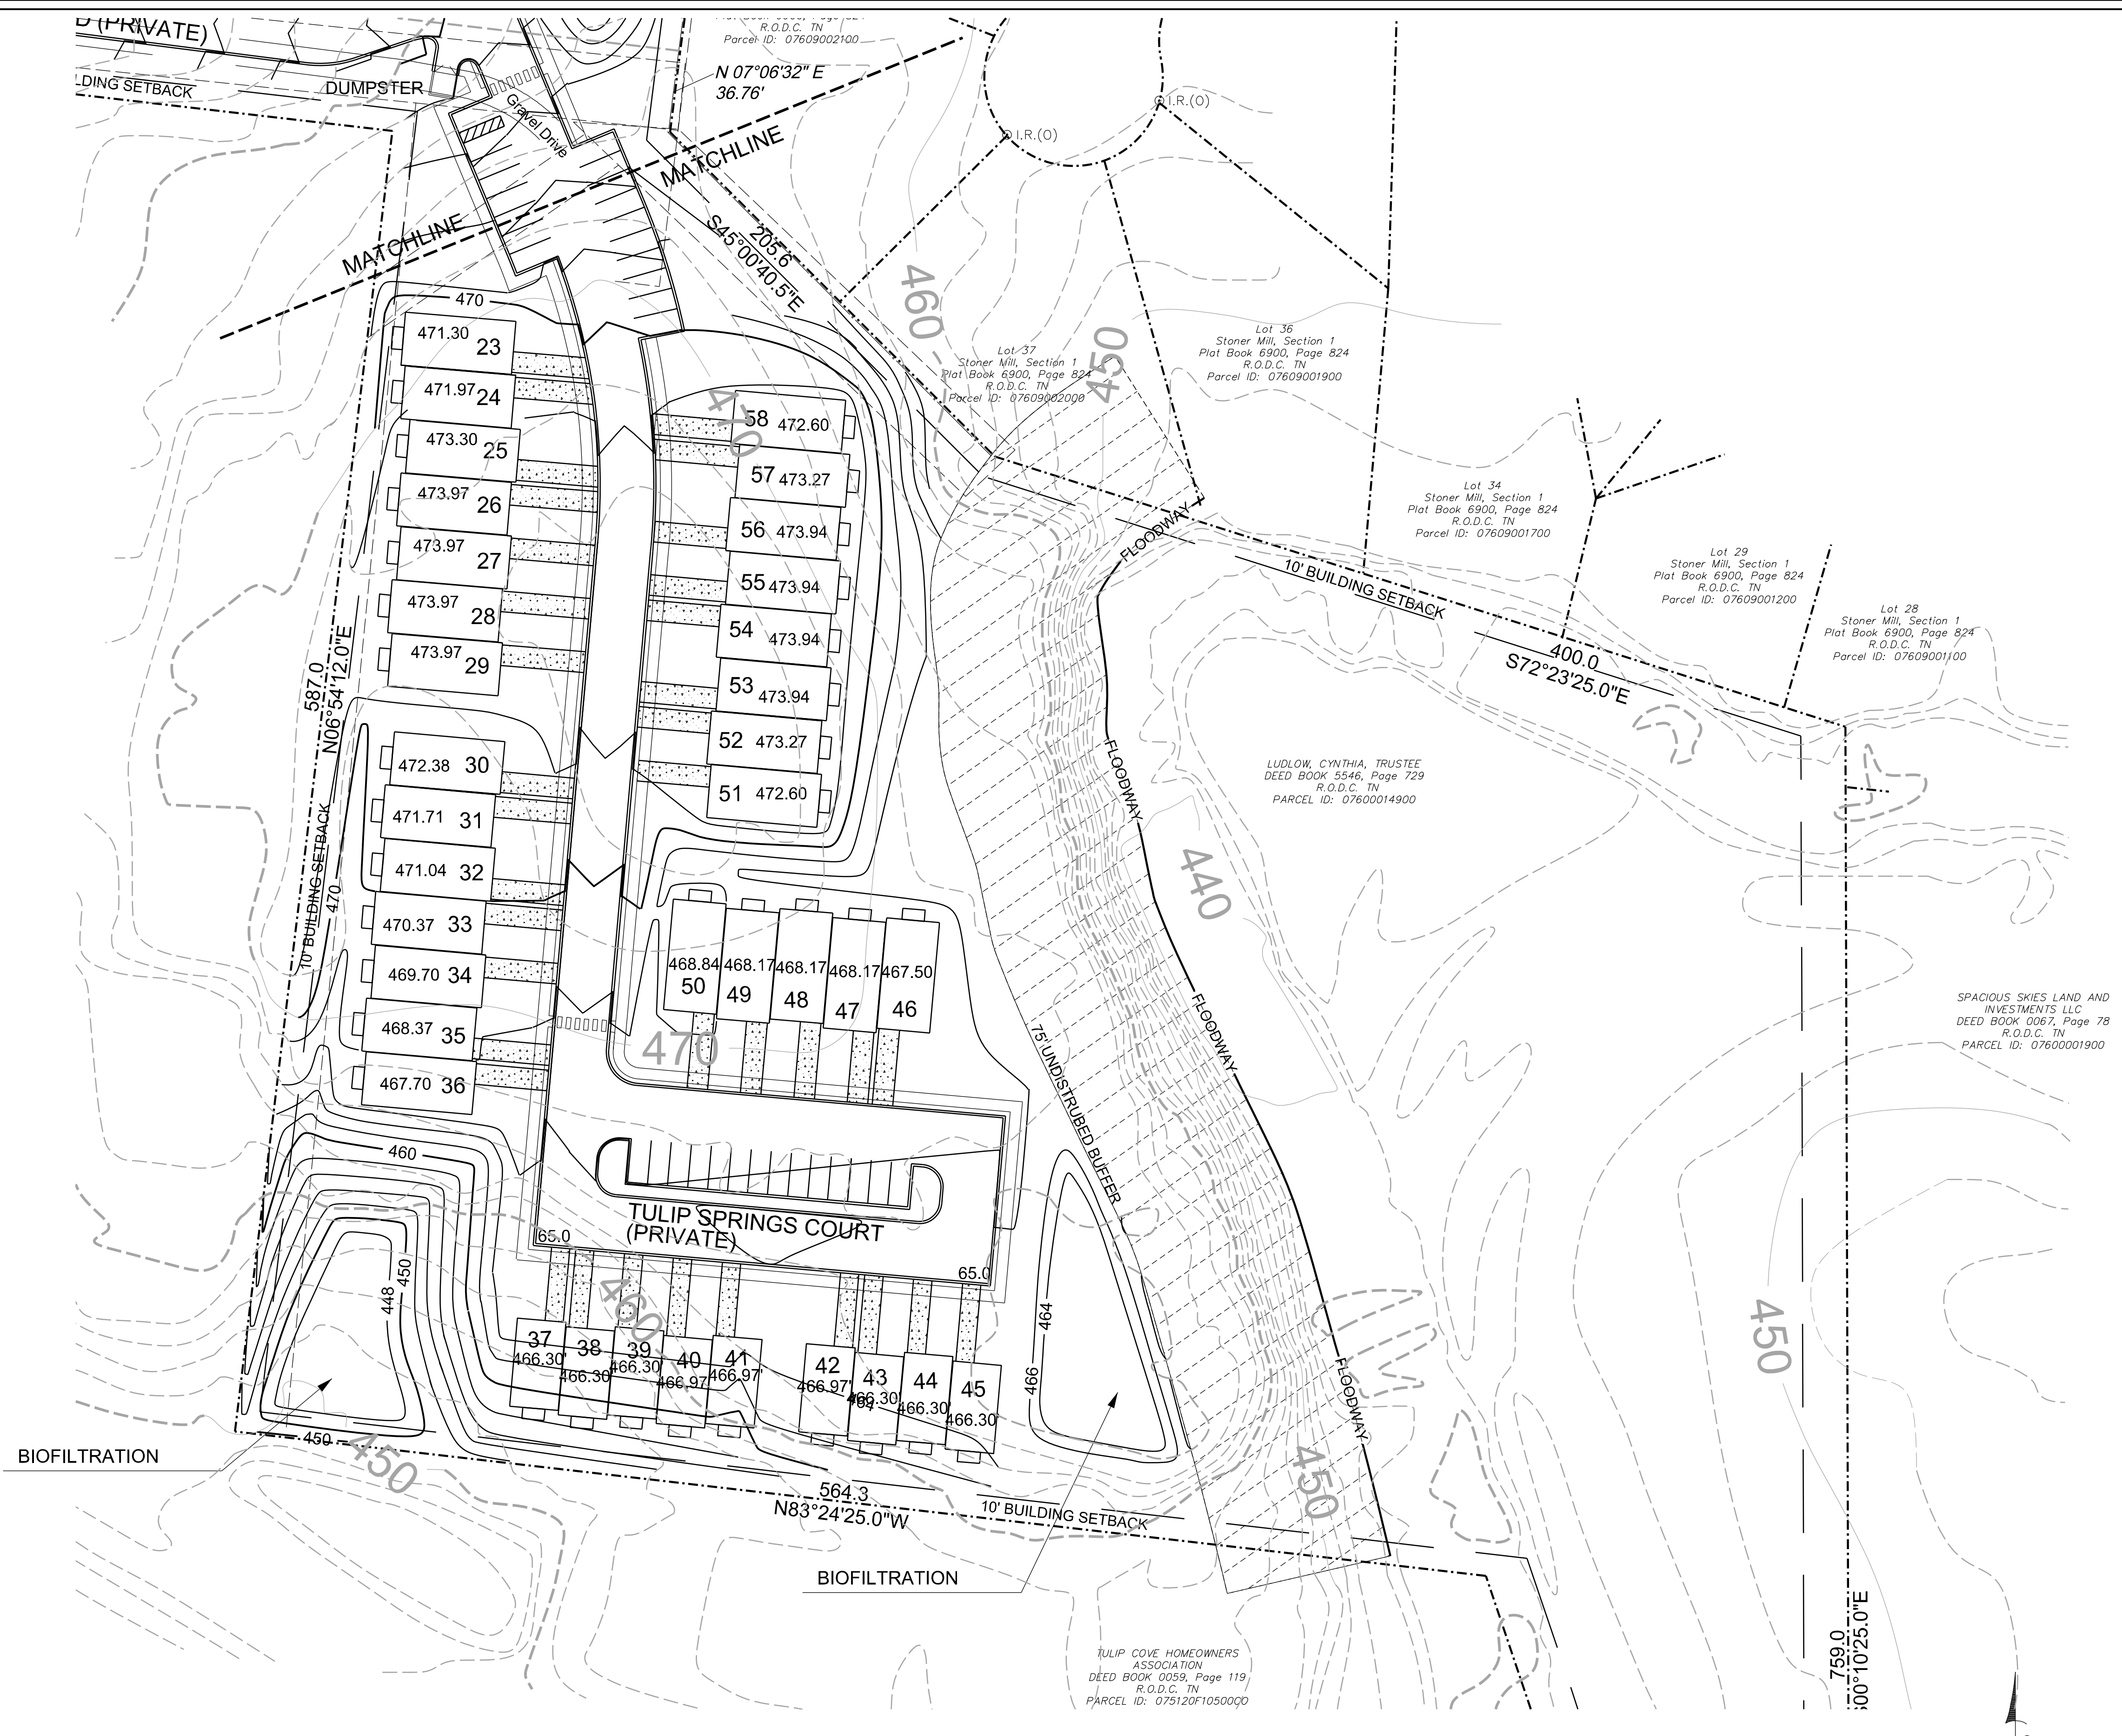 D (PRIVATE)
R.O.D.C. TN
Parcel ID: 07609002100
N 07°06'32" E
36.76'
LDING SETBACK
DUMPSTER
Gravel Drive
MATCHLINE
MATCHLINE
I.R.(O)
I.R.(O)
205.6
S45°00'40.5"E
460
450
470
470
Lot 37
Stoner Mill, Section 1
Plat Book 6900, Page 824
R.O.D.C. TN
Parcel ID: 07609002000
Lot 36
Stoner Mill, Section 1
Plat Book 6900, Page 824
R.O.D.C. TN
Parcel ID: 07609001900
Lot 34
Stoner Mill, Section 1
Plat Book 6900, Page 824
R.O.D.C. TN
Parcel ID: 07609001700
Lot 29
Stoner Mill, Section 1
Plat Book 6900, Page 824
R.O.D.C. TN
Parcel ID: 07609001200
Lot 28
Stoner Mill, Section 1
Plat Book 6900, Page 824
R.O.D.C. TN
Parcel ID: 07609001100
471.30 23
471.97 24
473.30 25
473.97 26
473.97 27
473.97 28
473.97 29
472.38 30
471.71 31
471.04 32
470.37 33
469.70 34
468.37 35
467.70 36
58 472.60
57 473.27
56 473.94
55 473.94
54 473.94
53 473.94
52 473.27
51 472.60
FLOODWAY
10' BUILDING SETBACK
400.0
S72°23'25.0"E
587.0
N06°54'12.0"E
10' BUILDING SETBACK
470
FLOODWAY
LUDLOW, CYNTHIA, TRUSTEE
DEED BOOK 5546, Page 729
R.O.D.C. TN
PARCEL ID: 07600014900
440
468.84 468.17 468.17 468.17 467.50
50 49 48 47 46
470
75' UNDISTRUBED BUFFER
FLOODWAY
SPACIOUS SKIES LAND AND
INVESTMENTS LLC
DEED BOOK 0067, Page 78
R.O.D.C. TN
PARCEL ID: 07600001900
460
TULIP SPRINGS COURT
(PRIVATE)
65.0
65.0
448
450
460
464
466
450
37 38 39 40 41
466.30' 466.30' 466.30' 466.97' 466.97'
42 43 44 45
466.97' 466.30' 466.30' 466.30'
464
FLOODWAY
450
450
450
BIOFILTRATION
564.3
N83°24'25.0"W
10' BUILDING SETBACK
BIOFILTRATION
759.0
S00°10'25.0"E
TULIP COVE HOMEOWNERS
ASSOCIATION
DEED BOOK 0059, Page 119
R.O.D.C. TN
PARCEL ID: 075120F10500CO